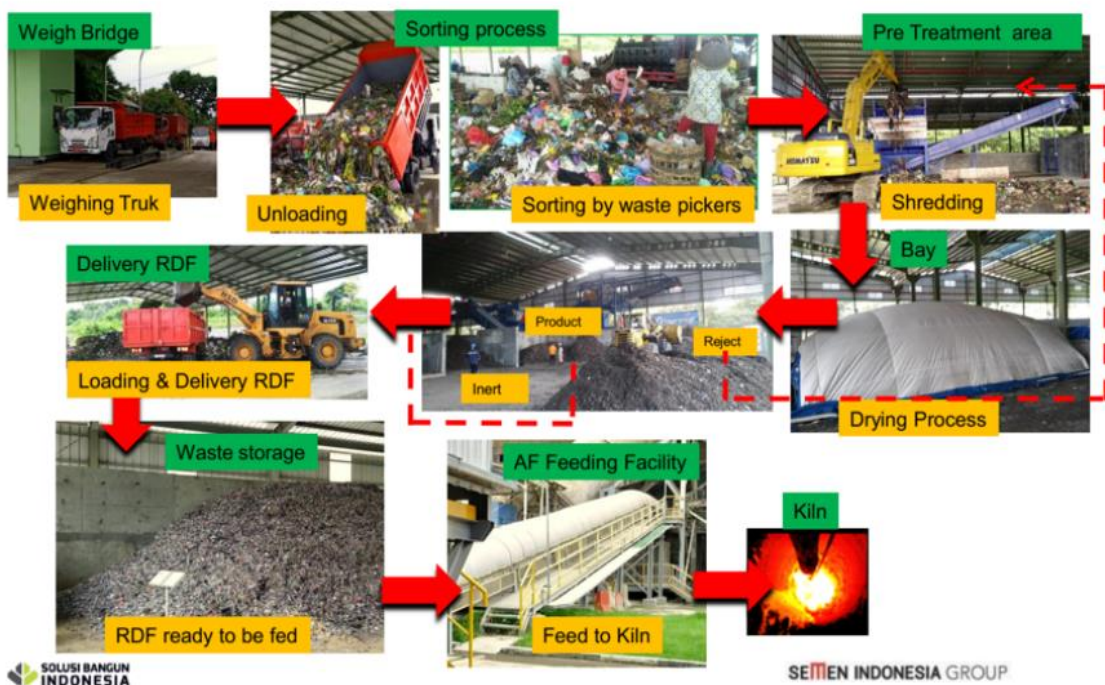 Weigh Bridge
Weighing Truk
Sorting process
Unloading
Sorting by waste pickers
Pre Treatment area
KOMATSU
Shredding
Bay
Drying Process
Product
Reject
Inert
Delivery RDF
Loading & Delivery RDF
Waste storage
RDF ready to be fed
AF Feeding Facility
Feed to Kiln
Kiln
SOLUSI BANGUN
INDONESIA
SEMEN INDONESIA GROUP